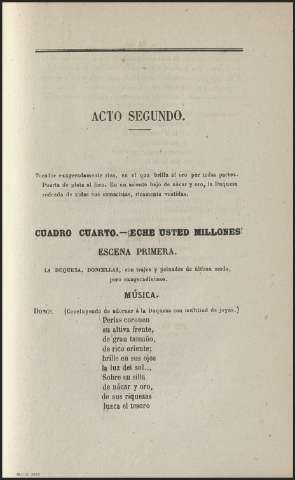 ACTO SEGUNDO.
Tocador exageradamente rico, en el que brilla el oro por todas partes.
Puerta de plata al foro. En un asiento bajo de nácar y oro, la Duquesa
rodeada de todas sus camaristas, ricamente vestidas.
CUADRO CUARTO.—¡ECHE USTED MILLONES!
ESCENA PRIMERA.
LA DUQUESA, DONCELLAS, con trajes y peinados de última moda,
pero exageradísimos.
MÚSICA.
DONC. (Concluyendo de adornar á la Duquesa con multitud de joyas.)
Perlas coronen
su altiva frente,
de gran tamaño,
de rico oriente;
brille en sus ojos
la luz del sol...
Sobre su silla
de nácar y oro,
de sus riquezas
luzca el tesoro